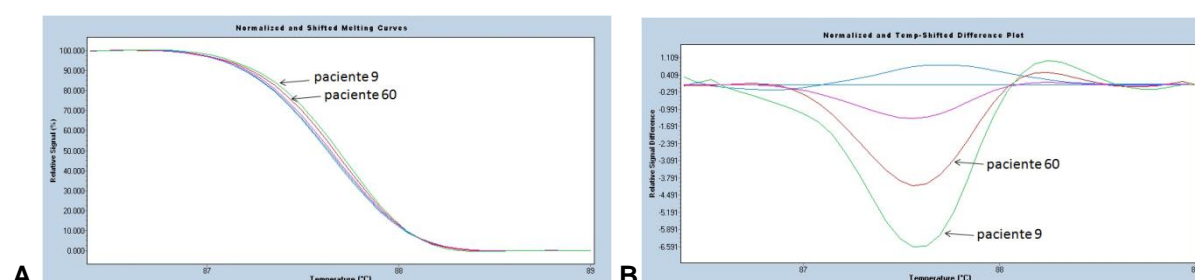 Normalized and Shifted Melting Curves
100.000
90.000
80.000
70.000
60.000
50.000
40.000
30.000
20.000
10.000
0.000
Relative Signal (%)
paciente 9
paciente 60
87
88
89
Temperature (°C)
A
Normalized and Temp-Shifted Difference Plot
1.109
0.409
-0.291
-0.991
-1.691
-2.391
-3.091
-3.791
-4.491
-5.191
-5.891
-6.591
Relative Signal Difference
paciente 60
paciente 9
87
88
Temperature (°C)
B